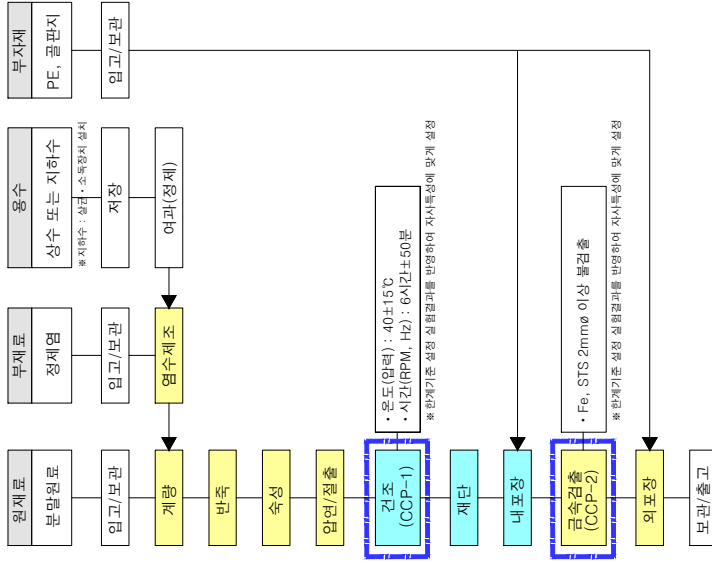 원재료
부재료
용수
부자재
분말원료
정제염
상수 또는 지하수
※지하수 : 살균・소독장치 설치
PE, 골판지
입고/보관
입고/보관
저장
입고/보관
여과(정제)
염수제조
계량
반죽
숙성
압연/절출
건조
(CCP-1)
・온도(압력) : 40±15℃
・시간(RPM, Hz) : 6시간±50분
※한계기준 설정 실험결과를 반영하여 자사특성에 맞게 설정
재단
내포장
금속검출
(CCP-2)
・Fe, STS 2mmø 이상 불검출
※한계기준 설정 실험결과를 반영하여 자사특성에 맞게 설정
외포장
보관/출고